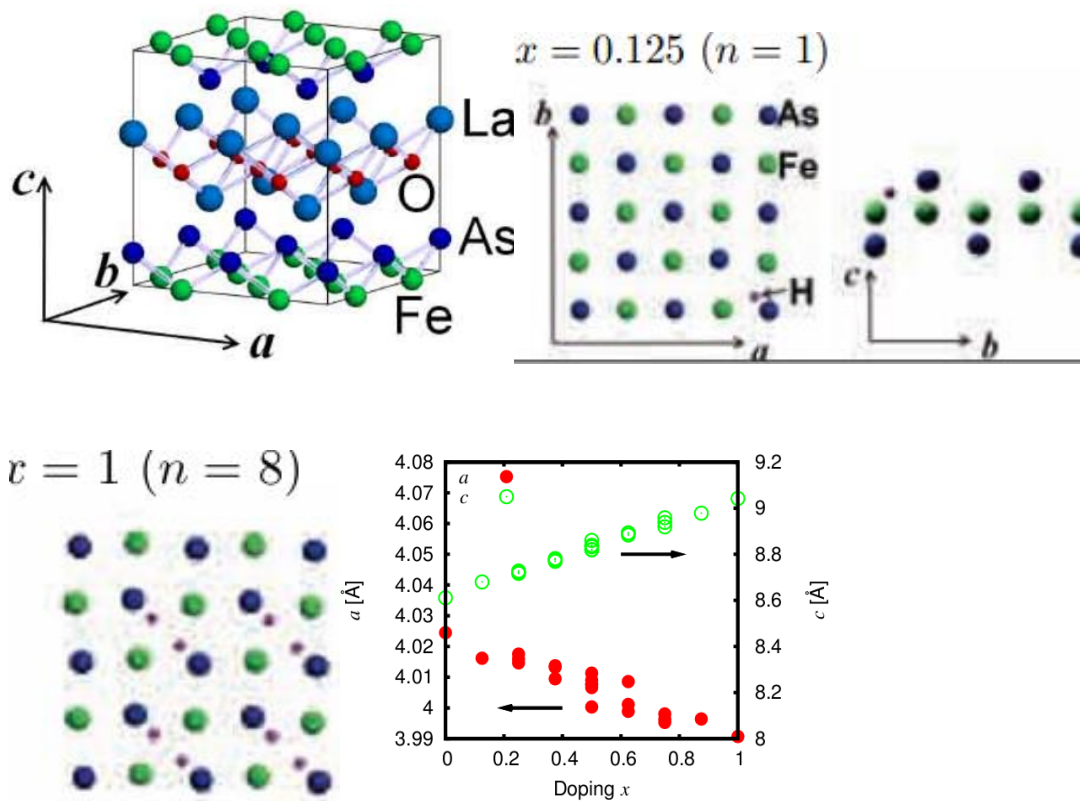 La
O
As
Fe
c
b
a
x = 0.125 (n = 1)
b
As
Fe
H
a
c
b
x = 1 (n = 8)
4.08
4.07
4.06
4.05
4.04
4.03
4.02
4.01
4
3.99
a [Å]
a
c
9.2
9
8.8
8.6
8.4
8.2
8
c [Å]
0 0.2 0.4 0.6 0.8 1
Doping x